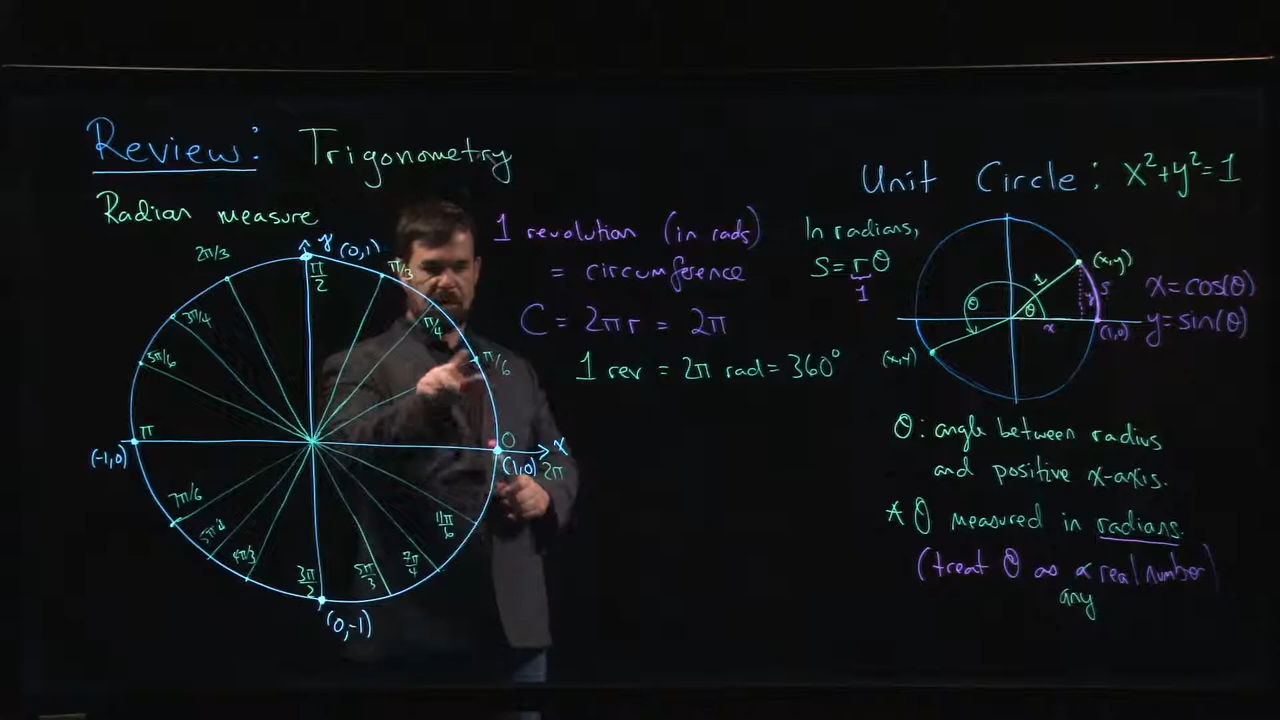 Review: Trigonometry
Radian measure
1 revolution (in rads)
= circumference
C = 2πr = 2π
1 rev = 2π rad = 360°
y
(0,1)
π/2
π/3
π/4
π/6
0
x
(1,0)
2π
2π/3
3π/4
5π/6
π
(-1,0)
7π/6
5π/4
4π/3
3π/2
(0,-1)
5π/3
7π/4
11π/6
In radians,
S = rθ
1
Unit Circle: x²+y²=1
(x,y)
1
S
y
θ
θ
x
(1,0)
(x,y)
x=cos(θ)
y=sin(θ)
θ: angle between radius
and positive x-axis.
* θ measured in radians.
(treat θ as a real number)
any